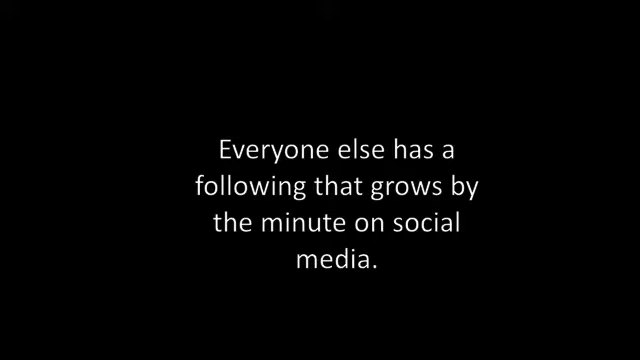 Everyone else has a
following that grows by
the minute on social
media.